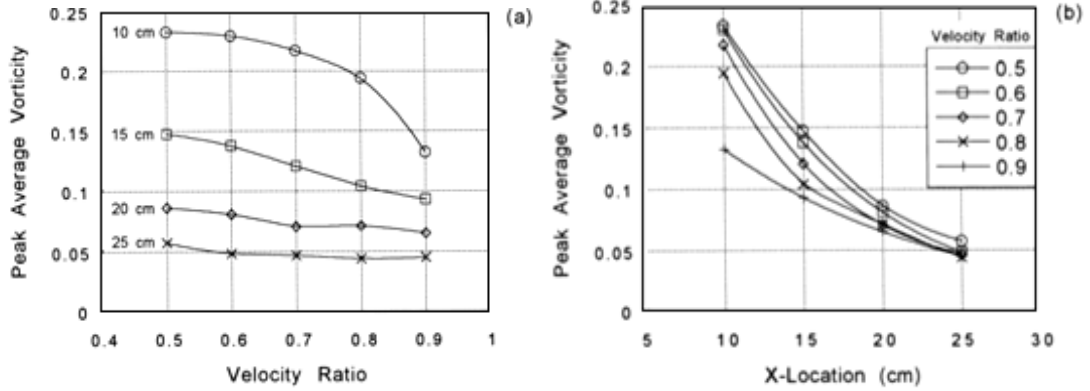 (a)
Peak Average Vorticity
0.25
0.2
0.15
0.1
0.05
0
10 cm
15 cm
20 cm
25 cm
0.4 0.5 0.6 0.7 0.8 0.9 1
Velocity Ratio
(b)
Peak Average Vorticity
0.25
0.2
0.15
0.1
0.05
0
Velocity Ratio
0.5
0.6
0.7
0.8
0.9
5 10 15 20 25 30
X-Location (cm)